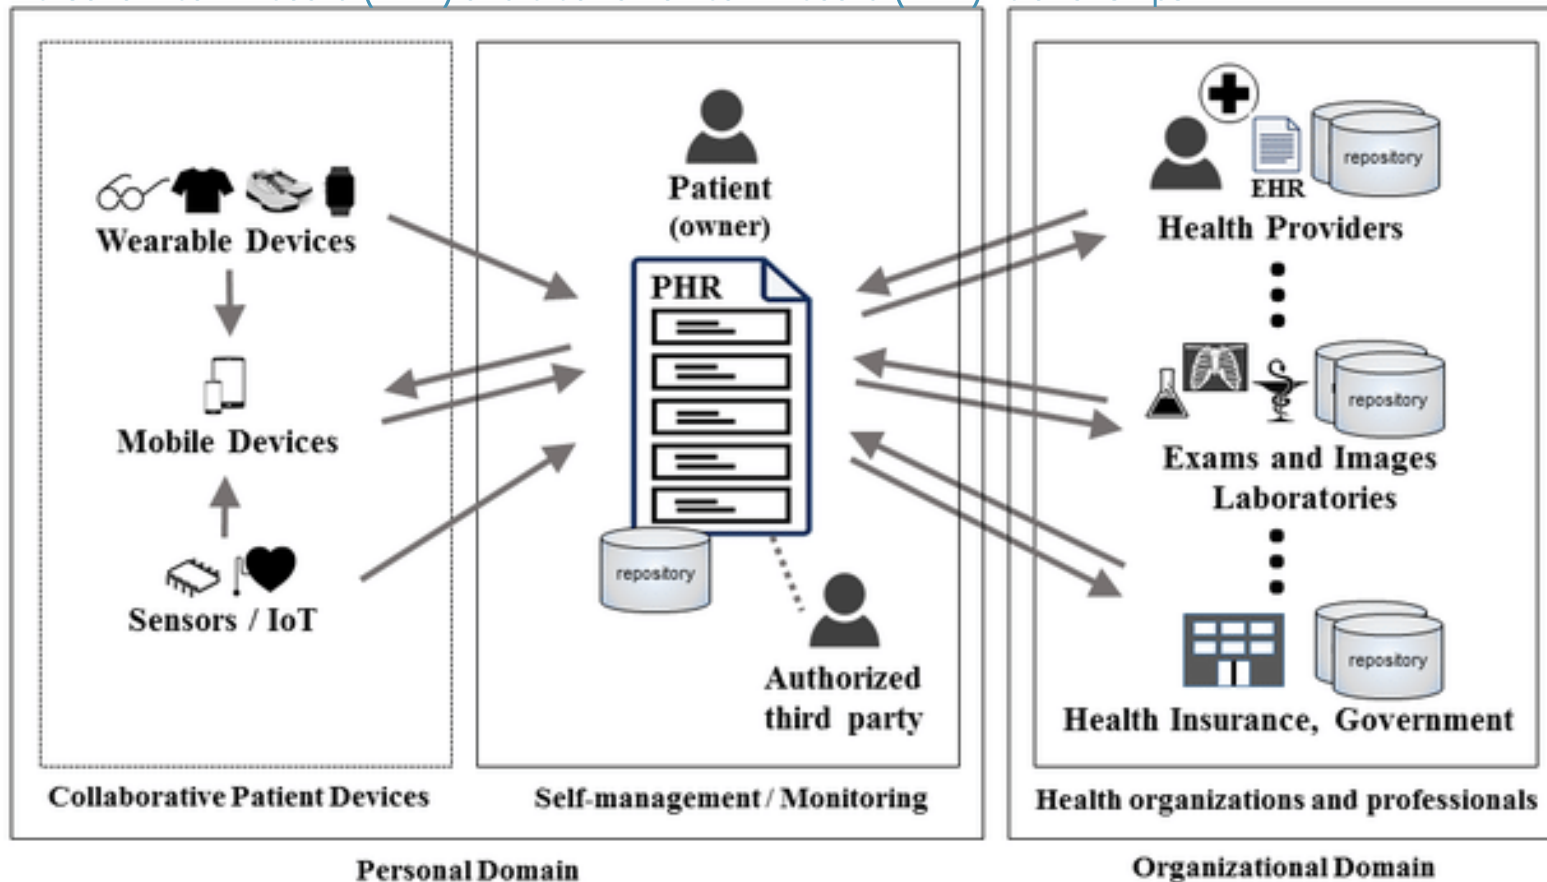 Patient
(owner)
PHR
repository
Authorized
third party
Wearable Devices
Mobile Devices
Sensors / IoT
repository
EHR
Health Providers
repository
Exams and Images
Laboratories
repository
Health Insurance, Government
Collaborative Patient Devices
Self-management / Monitoring
Health organizations and professionals
Personal Domain
Organizational Domain